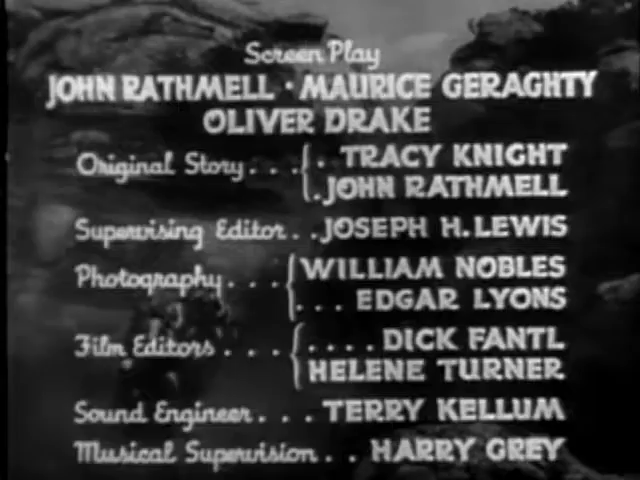 Screen Play
JOHN RATHMELL · MAURICE GERAGHTY
OLIVER DRAKE
Original Story . . . { . TRACY KNIGHT
. JOHN RATHMELL
Supervising Editor . . JOSEPH H. LEWIS
Photography . . . { WILLIAM NOBLES
. . . EDGAR LYONS
Film Editors . . . { . . . . DICK FANTL
HELENE TURNER
Sound Engineer . . . TERRY KELLUM
Musical Supervision . . HARRY GREY